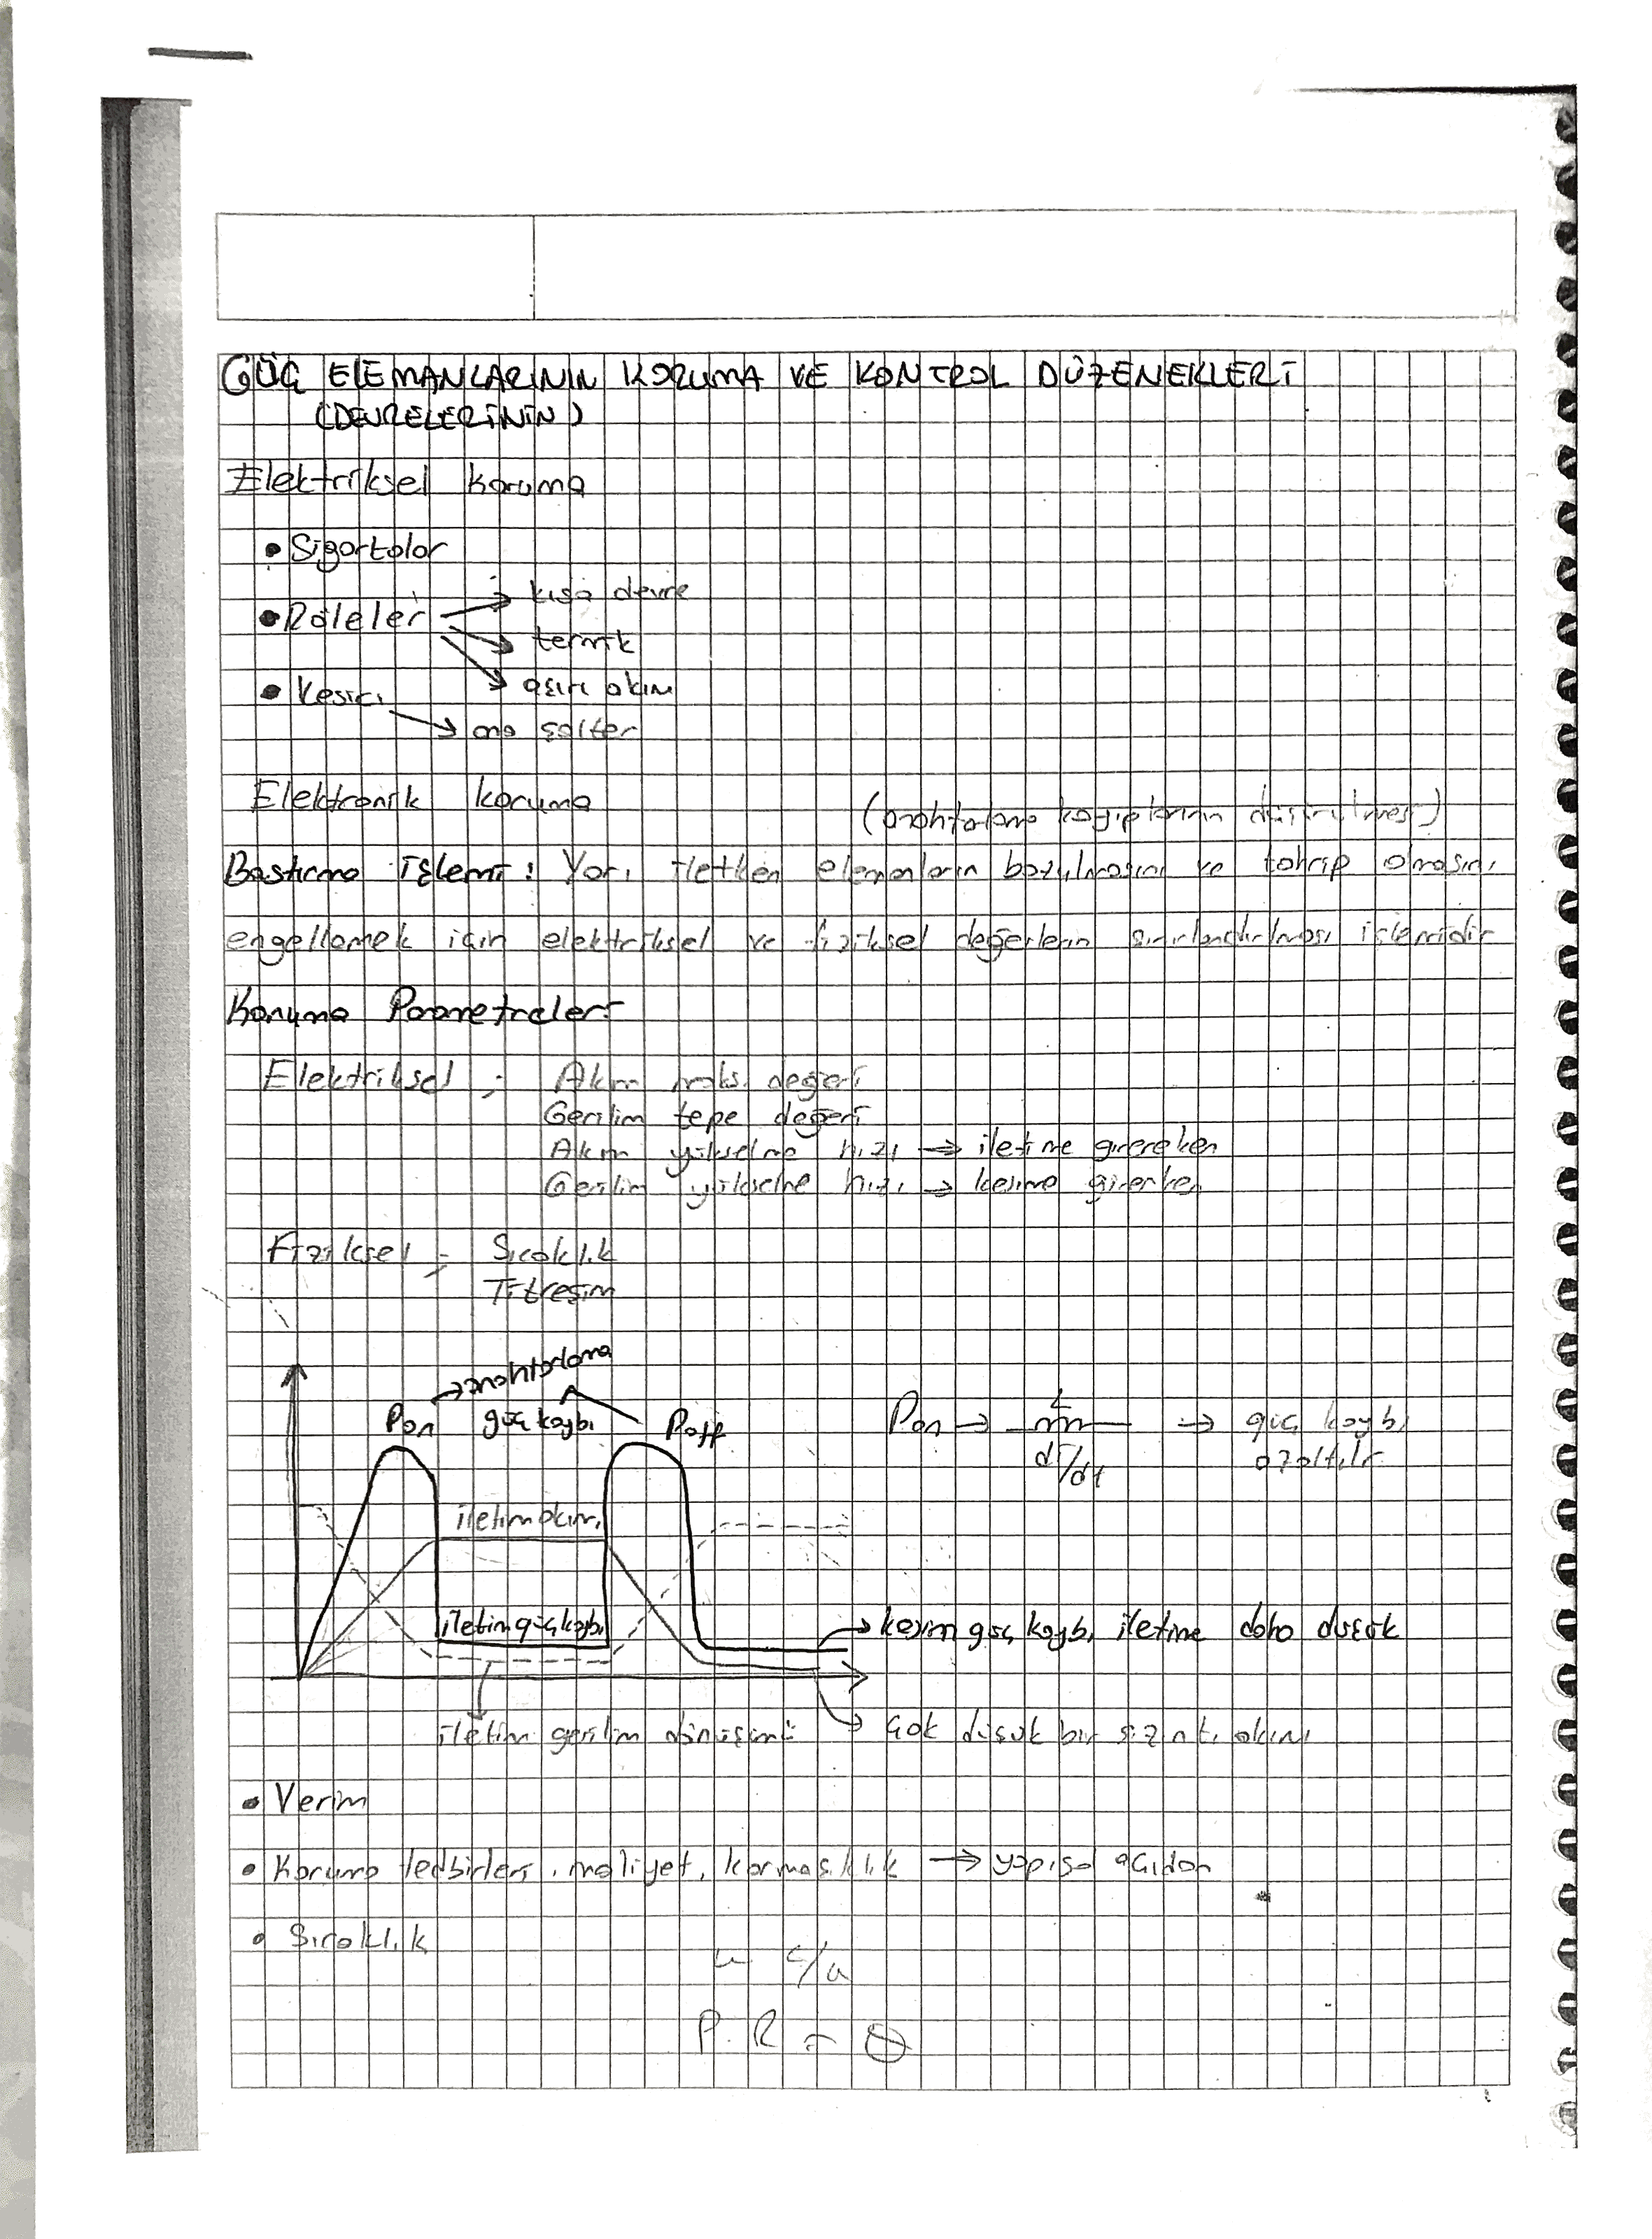 GÜÇ ELEMANLARININ KORUMA VE KONTROL DÜZENEKLERİ
(DEVRELERİNİN)
Elektriksel Koruma
• Sigortalar
• Röleler → kısa devre
→ termik
→ aşırı akım
• Kesici
→ ana şalter
Elektronik koruma (anahtarlama kayıplarının düşürülmesi)
Bastırma işlemi: Yarı iletken elemanların bozulmasını ve tahrip olmasını
engellemek için elektriksel ve fiziksel değerlerin sınırlandırılması işlemidir
Koruma Parametreleri
Elektriksel ; Akım maks. değeri
Gerilim tepe değeri
Akım yükselme hızı → iletime girereken
Gerilim yükselme hızı → kesime girerken
Fiziksel ; Sıcaklık
Titreşim
→ anahtarlama
Pon güç kaybı Poff
Pon → L → güç kaybı
di/dt azaltılır
iletim akımı
iletim güç kaybı
→ kesim güç kaybı iletime daha düşük
iletim gerilim dönüşümü
→ çok düşük bir sızıntı akımı
• Verim
• Koruma tedbirleri, maliyet, karmaşıklık → yapısal açıdan
• Sıcaklık
w c/w
P.R = θ